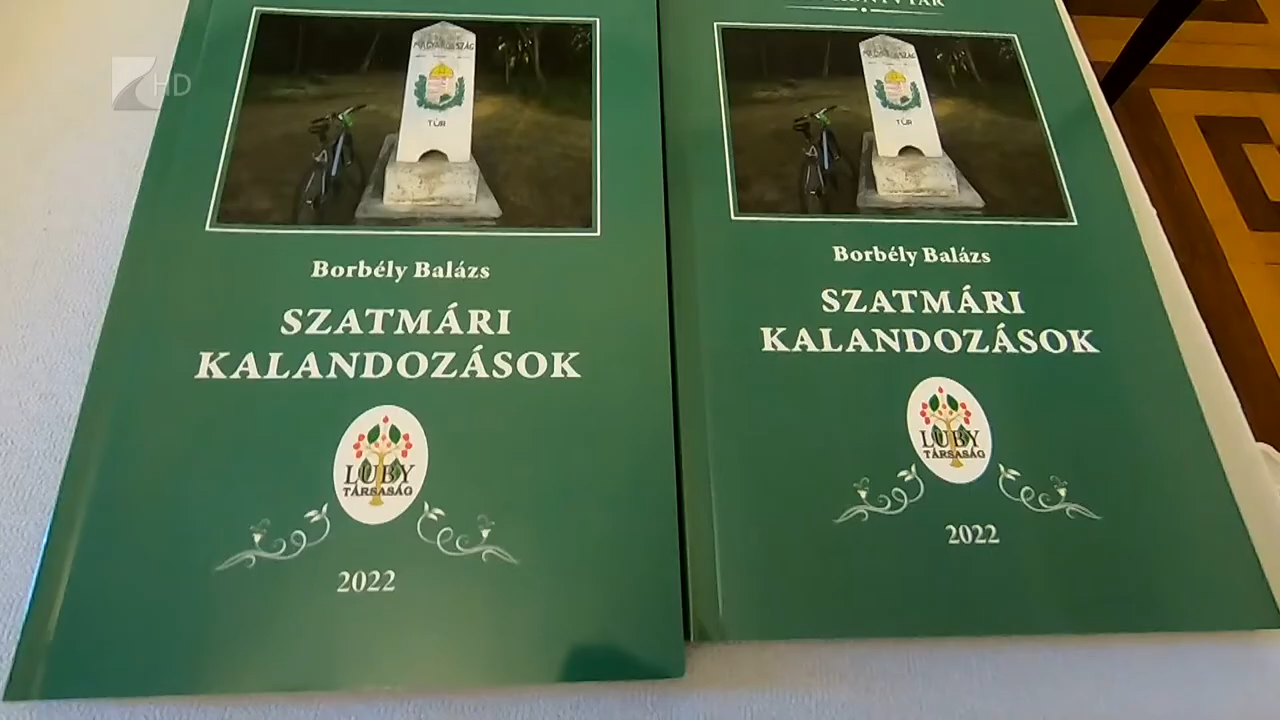 HD
MAGYARORSZÁG
TÚR
Borbély Balázs
SZATMÁRI
KALANDOZÁSOK
LUBY
TÁRSASÁG
2022
MAGYARORSZÁG
TÚR
Borbély Balázs
SZATMÁRI
KALANDOZÁSOK
LUBY
TÁRSASÁG
2022